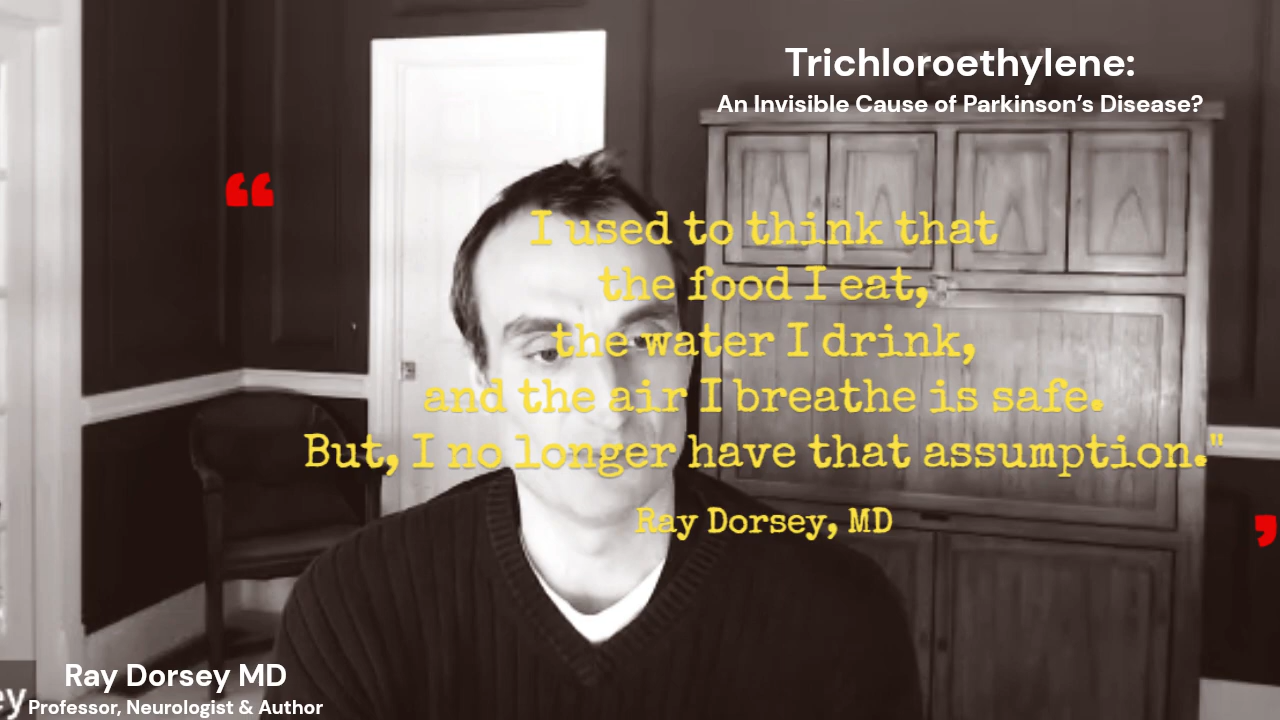 Trichloroethylene:
An Invisible Cause of Parkinson’s Disease?
“
I used to think that
the food I eat,
the water I drink,
and the air I breathe is safe.
But, I no longer have that assumption."
Ray Dorsey, MD
Ray Dorsey MD
ey
Professor, Neurologist & Author